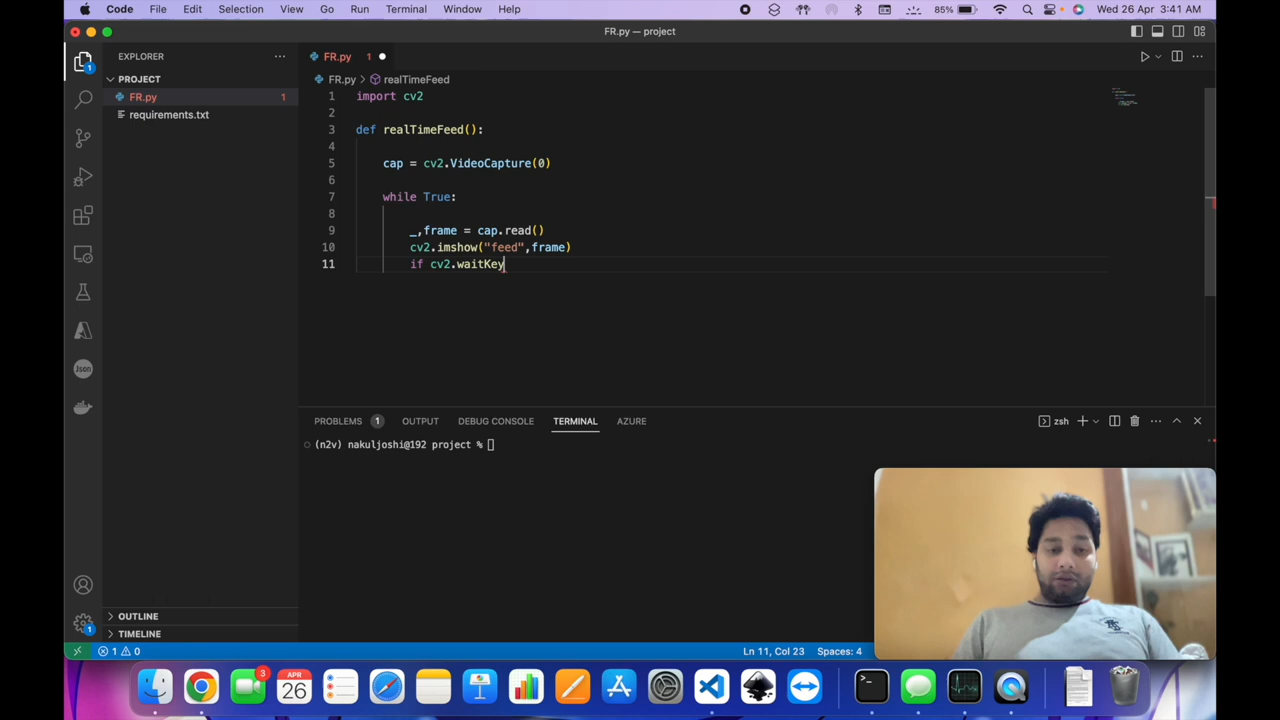 Code File Edit Selection View Go Run Terminal Window Help 85% Wed 26 Apr 3:41 AM
FR.py — project
EXPLORER
FR.py 1
PROJECT
FR.py > realTimeFeed
FR.py 1
requirements.txt
1 import cv2
2
3 def realTimeFeed():
4
5 cap = cv2.VideoCapture(0)
6
7 while True:
8
9 _,frame = cap.read()
10 cv2.imshow("feed",frame)
11 if cv2.waitKey
1
Json
PROBLEMS 1 OUTPUT DEBUG CONSOLE TERMINAL AZURE
zsh
(n2v) nakuljoshi@192 project %
OUTLINE
TIMELINE
1
1 0
Ln 11, Col 23 Spaces: 4
3
APR
26